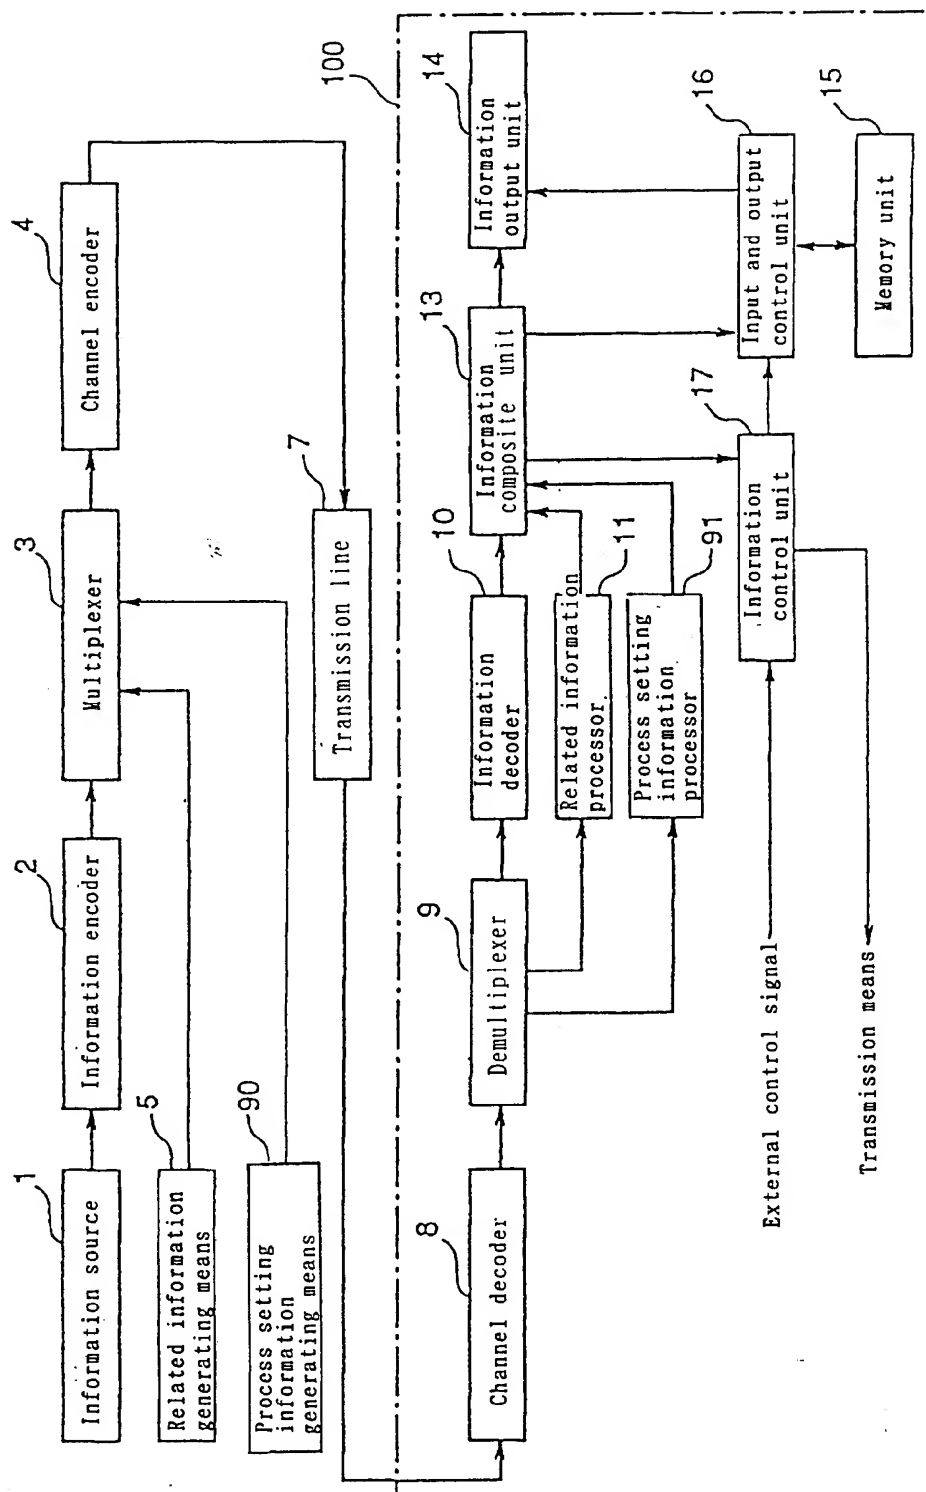 1
Information source
2
Information encoder
3
Multiplexer
4
Channel encoder
5
Related information
generating means
90
Process setting
information
generating means
7
Transmission line
100
8
Channel decoder
9
Demultiplexer
10
Information
decoder
13
Information
composite unit
14
Information
output unit
Related information
processor
11
Process setting
information
processor
91
External control signal
Transmission means
17
Information
control unit
16
Input and output
control unit
15
Memory unit